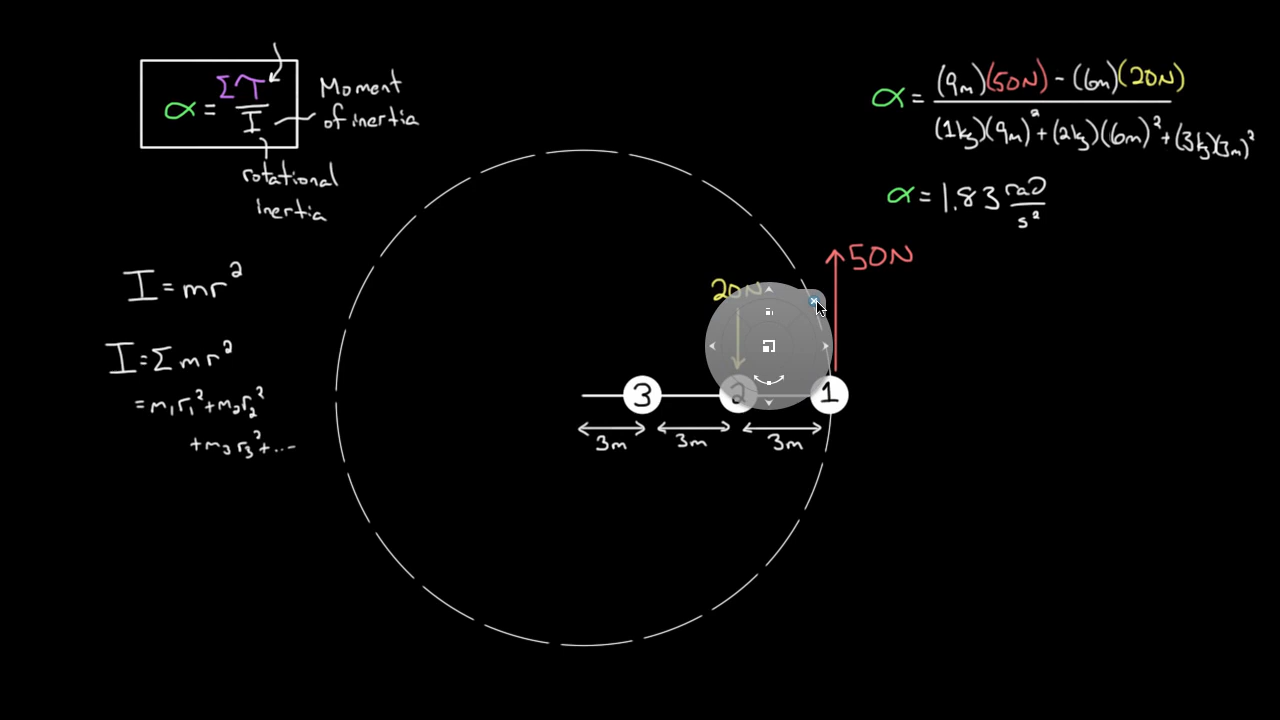 α = Στ / I
Moment
of inertia
rotational
inertia
I = mr²
I = Σmr²
= m₁r₁² + m₂r₂²
+ m₃r₃² + ...
α = (9m)(50N) - (6m)(20N) / (1kg)(9m)² + (2kg)(6m)² + (3kg)(3m)²
α = 1.83 rad / s²
50N
20N
3 2 1
3m 3m 3m